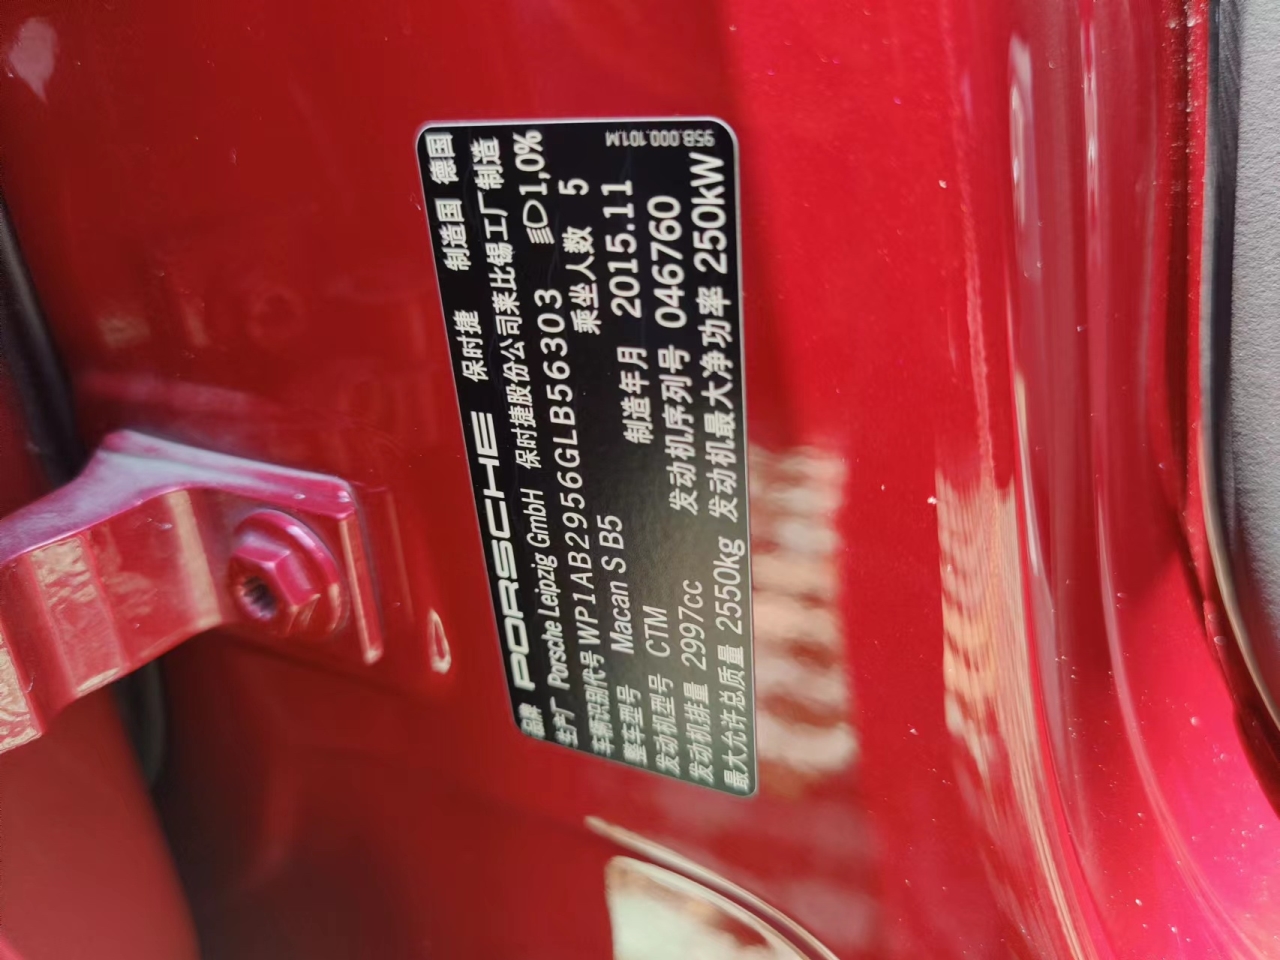 品牌 PORSCHE 保时捷 制造国 德国
生产厂 Porsche Leipzig GmbH 保时捷股份公司莱比锡工厂制造
车辆识别代号 WP1AB2956GLB56303 1,0%
整车型号 Macan S B5 乘坐人数 5
发动机型号 CTM 制造年月 2015.11
发动机排量 2997cc 发动机序列号 046760
最大允许总质量 2550kg 发动机最大净功率 250kW
95B.000.101.M